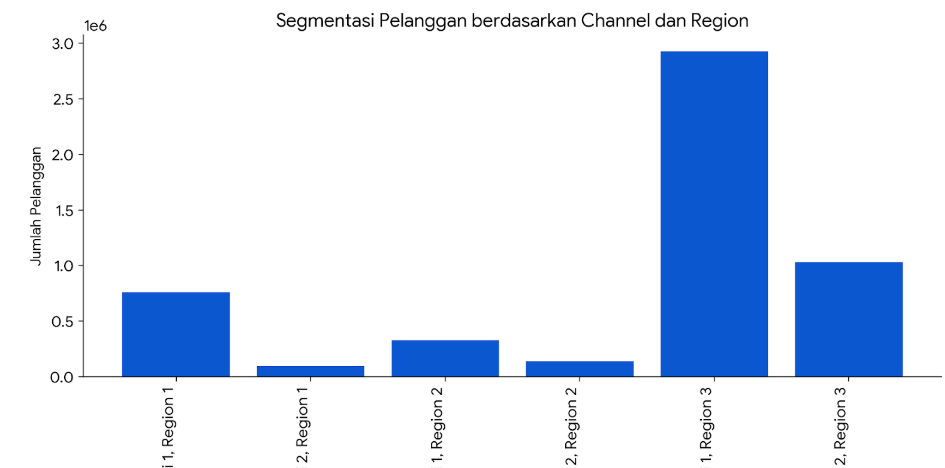 Segmentasi Pelanggan berdasarkan Channel dan Region
1e6
Jumlah Pelanggan
3.0
2.5
2.0
1.5
1.0
0.5
0.0
i 1, Region 1
2, Region 1
1, Region 2
2, Region 2
1, Region 3
2, Region 3